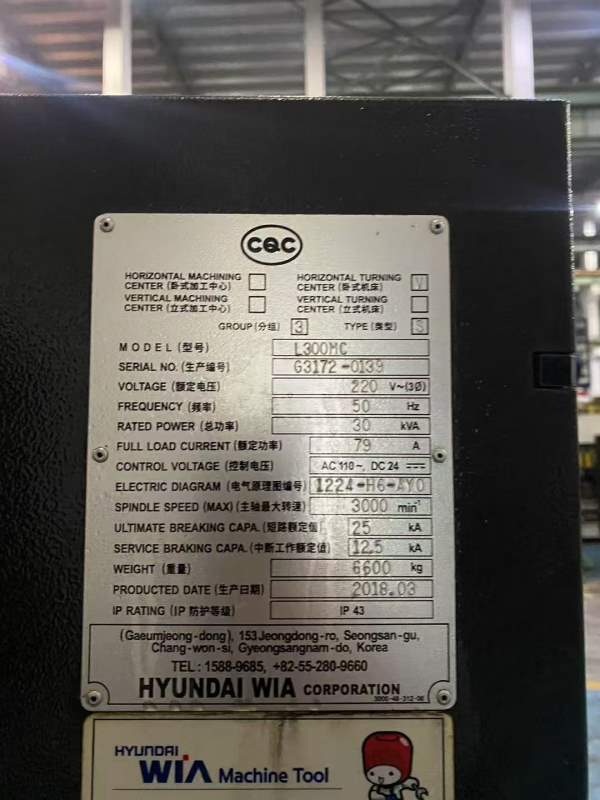 CQC
HORIZONTAL MACHINING CENTER (卧式加工中心)
HORIZONTAL TURNING CENTER (卧式机床) V
VERTICAL MACHINING CENTER (立式加工中心)
VERTICAL TURNING CENTER (立式机床)
GROUP (分组) 3 TYPE (类型) S
MODEL (型号) L300MC
SERIAL NO. (生产编号) G3172-0139
VOLTAGE (额定电压) 220 V~(3Ø)
FREQUENCY (频率) 50 Hz
RATED POWER (总功率) 30 kVA
FULL LOAD CURRENT (额定功率) 79 A
CONTROL VOLTAGE (控制电压) AC 110~, DC 24
ELECTRIC DIAGRAM (电气原理图编号) 1224-H6-AY0
SPINDLE SPEED (MAX) (主轴最大转速) 3000 min⁻¹
ULTIMATE BREAKING CAPA. (短路额定值) 25 kA
SERVICE BRAKING CAPA. (中断工作额定值) 12.5 kA
WEIGHT (重量) 6600 kg
PRODUCTED DATE (生产日期) 2018.03
IP RATING (IP 防护等级) IP 43
(Gaeumjeong-dong), 153 Jeongdong-ro, Seongsan-gu,
Chang-won-si, Gyeongsangnam-do, Korea
TEL : 1588-9685, +82-55-280-9660
HYUNDAI WIA CORPORATION
HYUNDAI
WIA Machine Tool